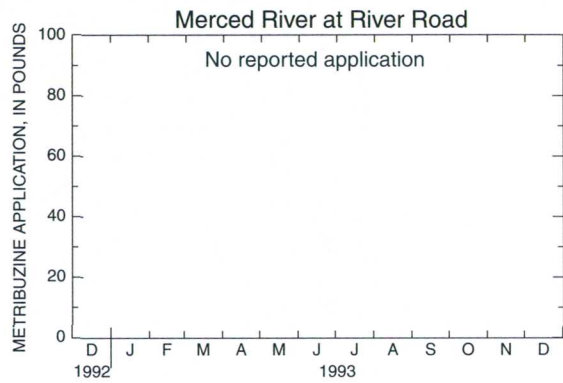 Merced River at River Road
METRIBUZINE APPLICATION, IN POUNDS
100
80
60
40
20
0
No reported application
D J F M A M J J A S O N D
1992 1993